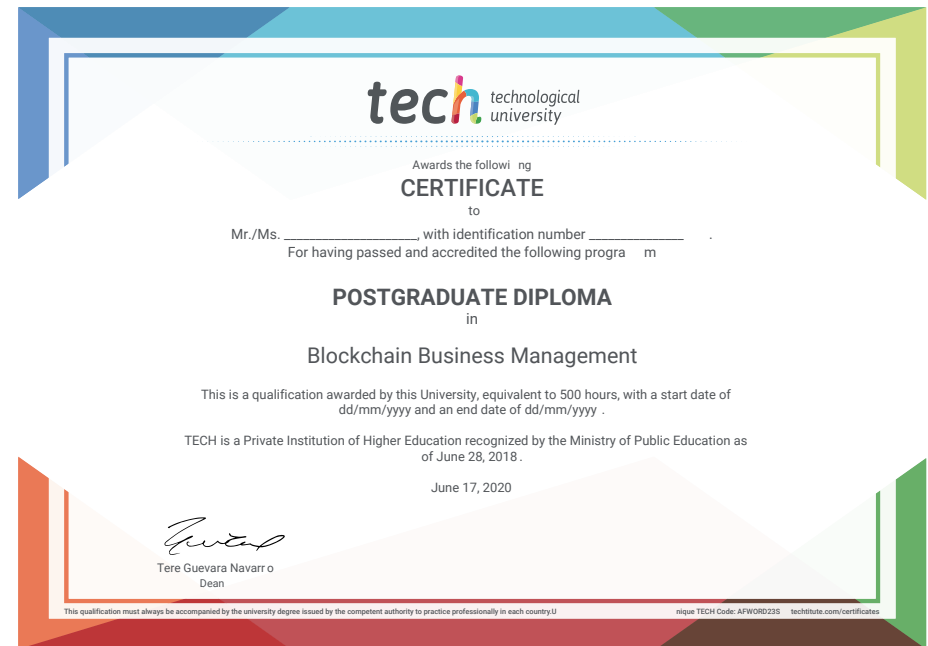 tech technological
university
Awards the followi ng
CERTIFICATE
to
Mr./Ms. _____________________, with identification number _______________ .
For having passed and accredited the following progra m
POSTGRADUATE DIPLOMA
in
Blockchain Business Management
This is a qualification awarded by this University, equivalent to 500 hours, with a start date of
dd/mm/yyyy and an end date of dd/mm/yyyy .
TECH is a Private Institution of Higher Education recognized by the Ministry of Public Education as
of June 28, 2018 .
June 17, 2020
Tere Guevara Navarr o
Dean
This qualification must always be accompanied by the university degree issued by the competent authority to practice professionally in each country.U nique TECH Code: AFWORD23S techtitute.com/certificates